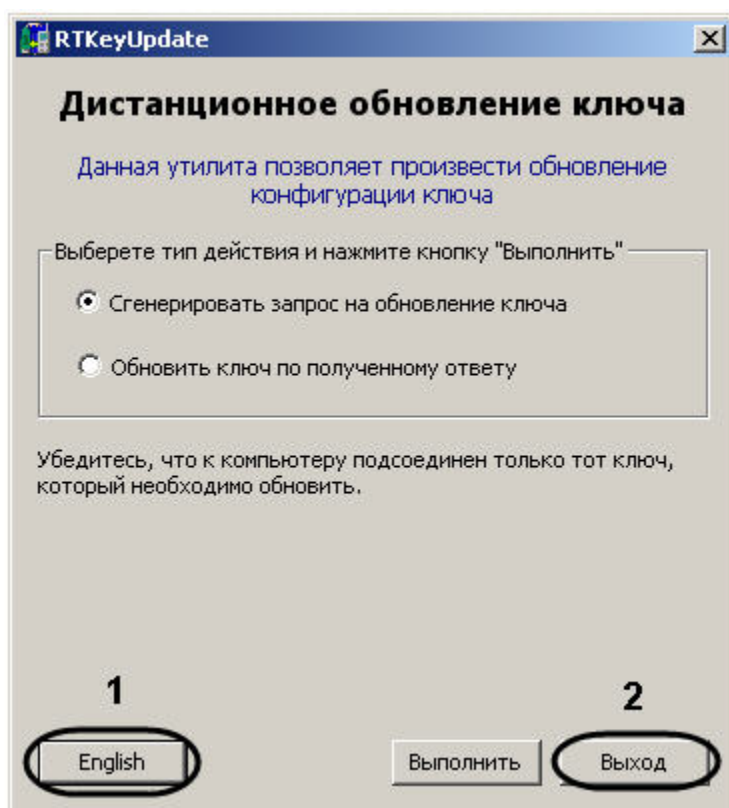 RTKeyUpdate
Дистанционное обновление ключа
Данная утилита позволяет произвести обновление
конфигурации ключа
Выберете тип действия и нажмите кнопку "Выполнить"
Сгенерировать запрос на обновление ключа
Обновить ключ по полученному ответу
Убедитесь, что к компьютеру подсоединен только тот ключ,
который необходимо обновить.
1
2
English
Выполнить
Выход